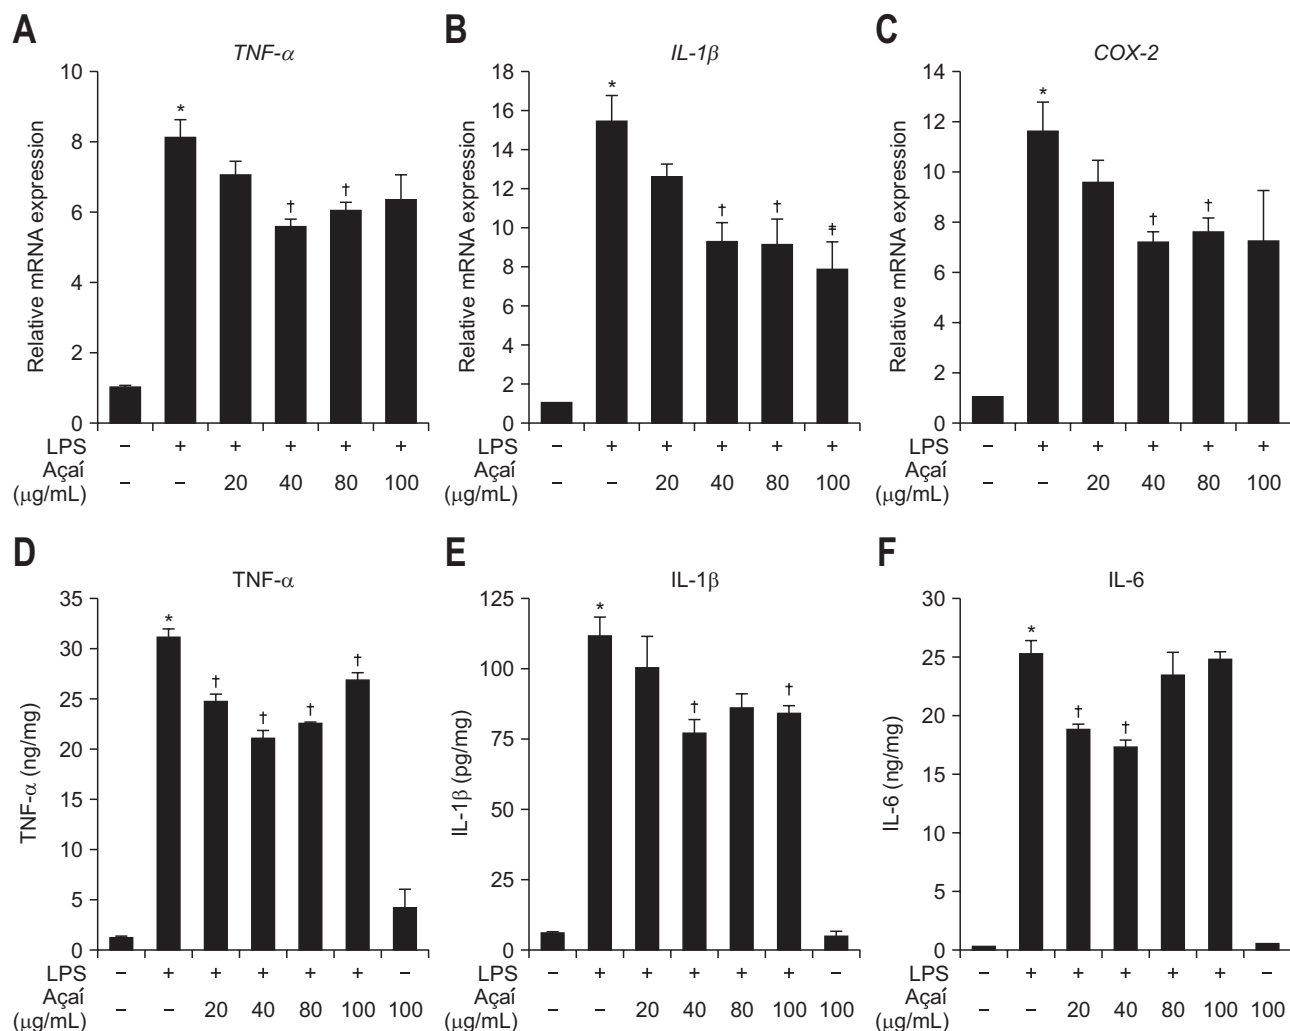 A
TNF-α
Relative mRNA expression
10
8
6
4
2
0
*
†
†
LPS − + + + + +
Açaí
(μg/mL) − − 20 40 80 100
B
IL-1β
Relative mRNA expression
18
16
14
12
10
8
6
4
2
0
*
†
†
‡
LPS − + + + + +
Açaí
(μg/mL) − − 20 40 80 100
C
COX-2
Relative mRNA expression
14
12
10
8
6
4
2
0
*
†
†
LPS − + + + + +
Açaí
(μg/mL) − − 20 40 80 100
D
TNF-α
TNF-α (ng/mg)
35
30
25
20
15
10
5
0
*
†
†
†
†
LPS − + + + + + −
Açaí
(μg/mL) − − 20 40 80 100 100
E
IL-1β
IL-1β (pg/mg)
125
100
75
50
25
0
*
†
†
LPS − + + + + + −
Açaí
(μg/mL) − − 20 40 80 100 100
F
IL-6
IL-6 (ng/mg)
30
25
20
15
10
5
0
*
†
†
LPS − + + + + + −
Açaí
(μg/mL) − − 20 40 80 100 100